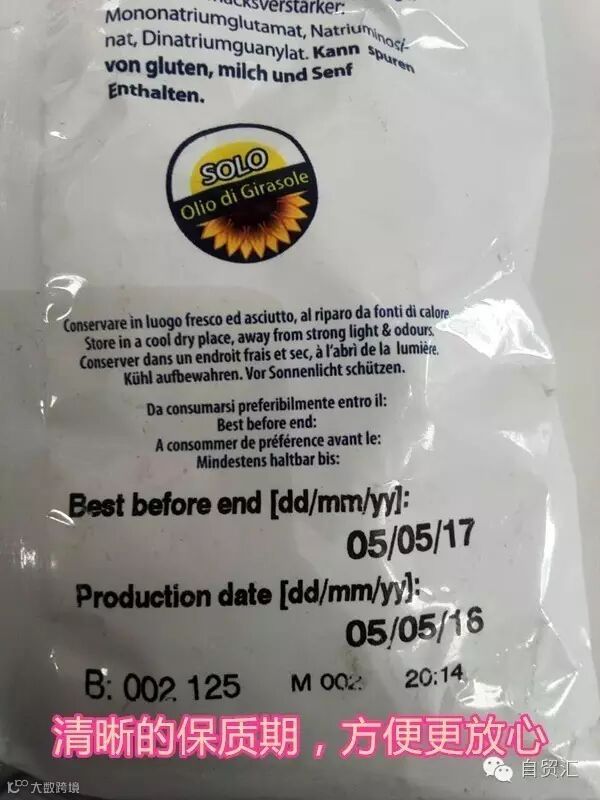 Mononatriumglutamat, Natriuminosi-
nat, Dinatriumguanylat. Kann spuren
von gluten, milch und Senf
Enthalten.
SOLO
Olio di Girasole
Conservare in luogo fresco ed asciutto, al riparo da fonti di calore
Store in a cool dry place, away from strong light & odours.
Conserver dans un endroit frais et sec, à l'abri de la lumière.
Kühl aufbewahren. Vor Sonnenlicht schützen.
Da consumarsi preferibilmente entro il:
Best before end:
A consommer de préférence avant le:
Mindestens haltbar bis:
Best before end [dd/mm/yy]:
05/05/17
Production date [dd/mm/yy]:
05/05/16
B: 002 125 M 002 20:14
清晰的保质期，方便更放心
自贸汇
大数跨境